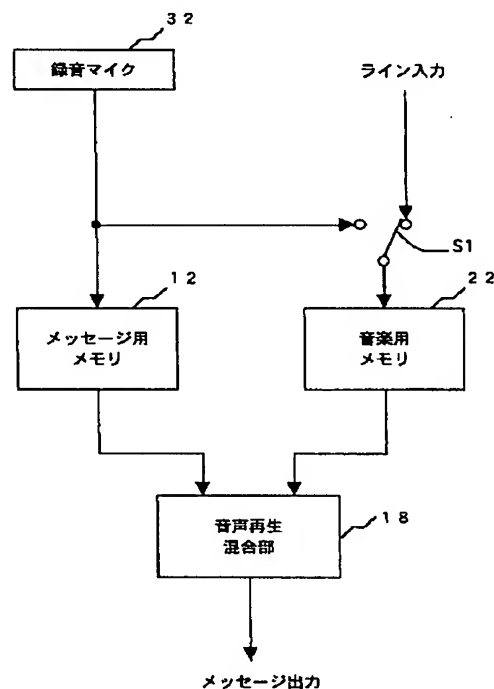 ３２
録音マイク
ライン入力
S1
１２
２２
メッセージ用
メモリ
音楽用
メモリ
音声再生
混合部
１８
メッセージ出力